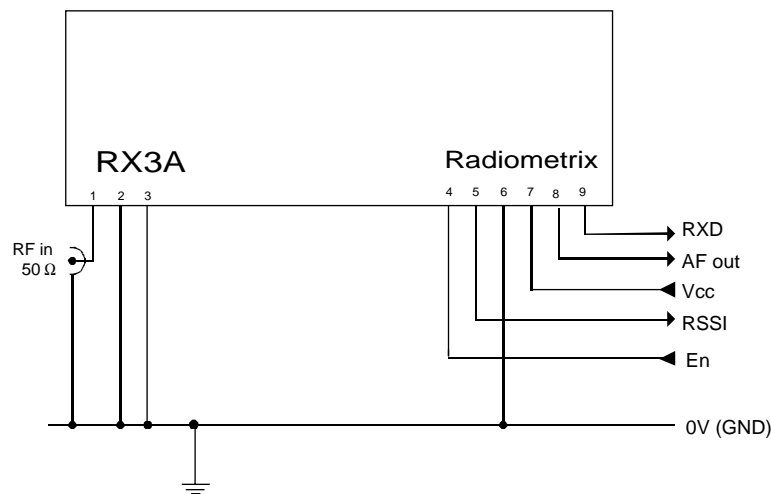 RX3A
Radiometrix
1 2 3 4 5 6 7 8 9
RF in
50 Ω
RXD
AF out
Vcc
RSSI
En
0V (GND)